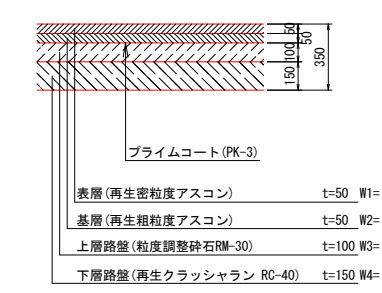 50
50
100
150
350
プライムコート(PK-3)
表層(再生密粒度アスコン) t=50 W1=
基層(再生粗粒度アスコン) t=50 W2=
上層路盤(粒度調整砕石RM-30) t=100 W3=
下層路盤(再生クラッシャラン RC-40) t=150 W4=